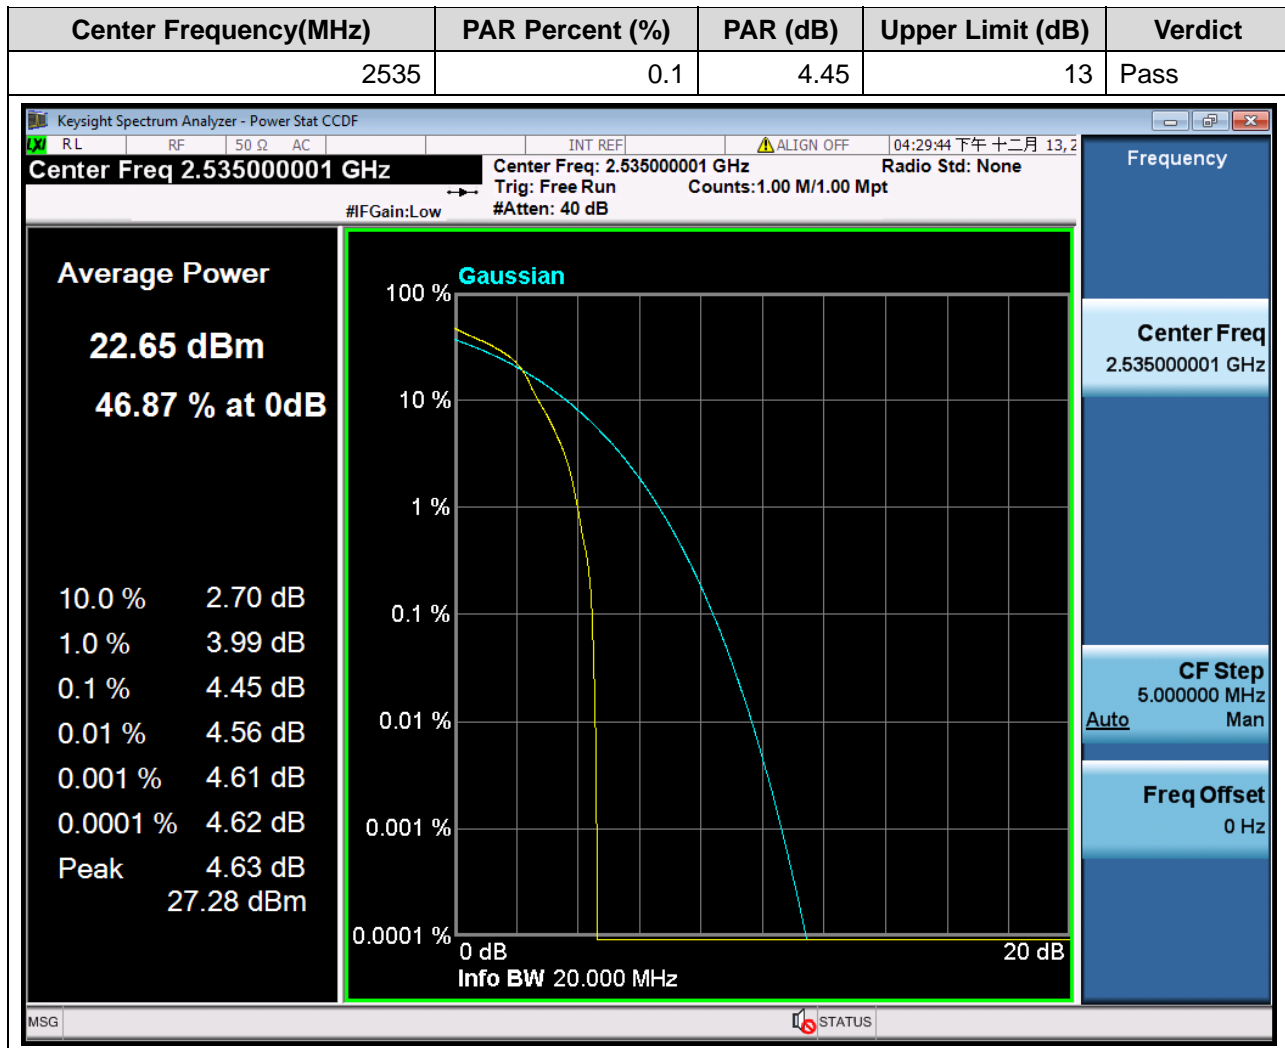 Center Frequency(MHz) PAR Percent (%) PAR (dB) Upper Limit (dB) Verdict
2535 0.1 4.45 13 Pass
Keysight Spectrum Analyzer - Power Stat CCDF
LXI RL RF 50 Ω AC INT REF ALIGN OFF 04:29:44 下午 十二月 13, 2
Center Freq 2.535000001 GHz
Center Freq: 2.535000001 GHz Radio Std: None
Trig: Free Run Counts:1.00 M/1.00 Mpt
#IFGain:Low #Atten: 40 dB
Average Power
22.65 dBm
46.87 % at 0dB
10.0 % 2.70 dB
1.0 % 3.99 dB
0.1 % 4.45 dB
0.01 % 4.56 dB
0.001 % 4.61 dB
0.0001 % 4.62 dB
Peak 4.63 dB
27.28 dBm
Gaussian
100 %
10 %
1 %
0.1 %
0.01 %
0.001 %
0.0001 %
0 dB 20 dB
Info BW 20.000 MHz
Frequency
Center Freq
2.535000001 GHz
CF Step
5.000000 MHz
Auto Man
Freq Offset
0 Hz
MSG STATUS